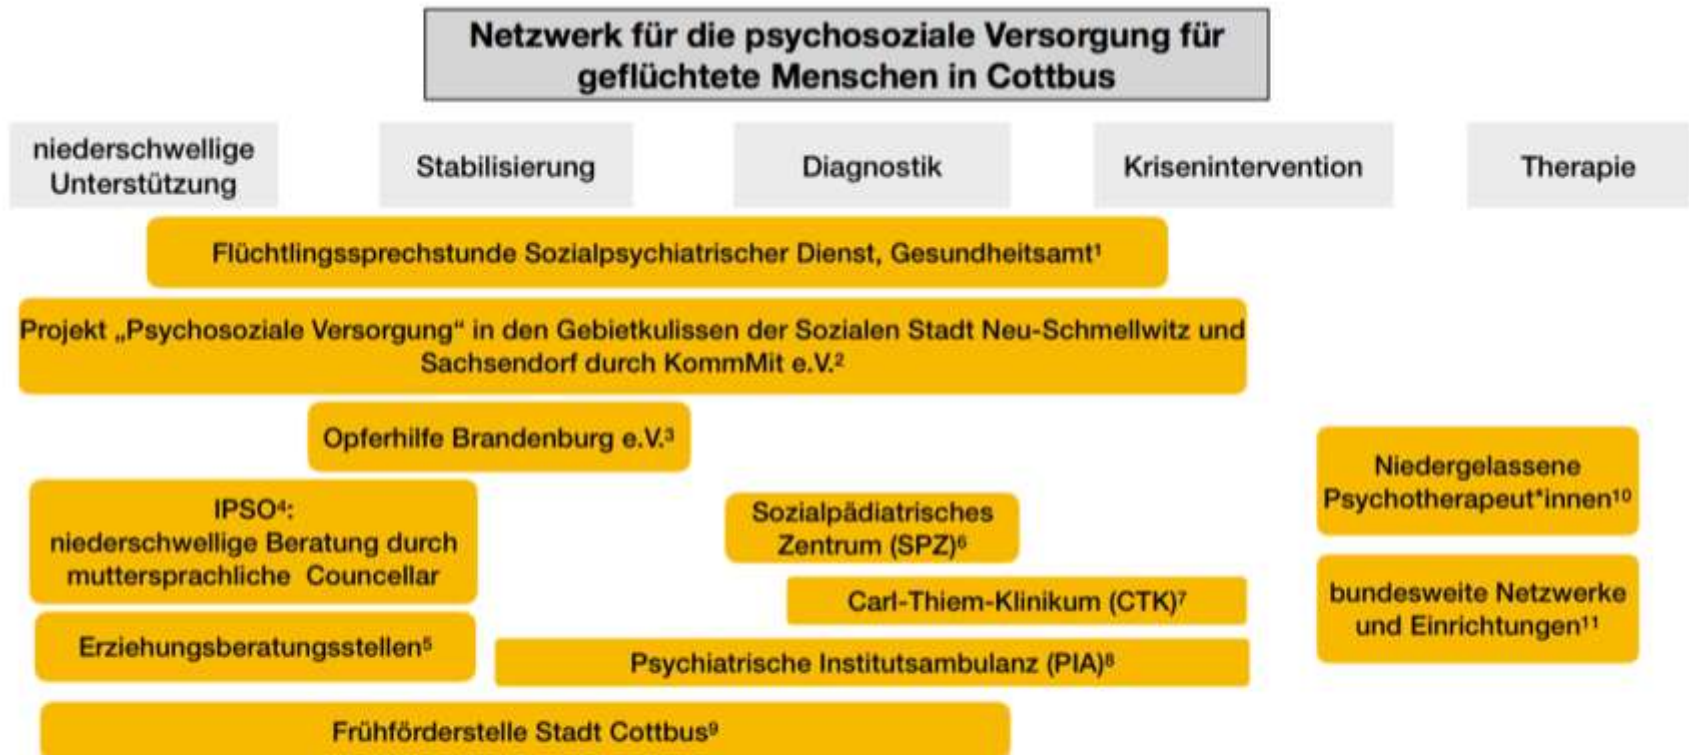 Netzwerk für die psychosoziale Versorgung für
geflüchtete Menschen in Cottbus
niederschwellige
Unterstützung
Stabilisierung
Diagnostik
Krisenintervention
Therapie
Flüchtlingssprechstunde Sozialpsychiatrischer Dienst, Gesundheitsamt¹
Projekt „Psychosoziale Versorgung“ in den Gebietkulissen der Sozialen Stadt Neu-Schmellwitz und
Sachsendorf durch KommMit e.V.²
Opferhilfe Brandenburg e.V.³
Niedergelassene
Psychotherapeut*innen¹⁰
IPSO⁴:
niederschwellige Beratung durch
muttersprachliche Councellar
Sozialpädiatrisches
Zentrum (SPZ)⁶
Carl-Thiem-Klinikum (CTK)⁷
bundesweite Netzwerke
und Einrichtungen¹¹
Erziehungsberatungsstellen⁵
Psychiatrische Institutsambulanz (PIA)⁸
Frühförderstelle Stadt Cottbus⁹